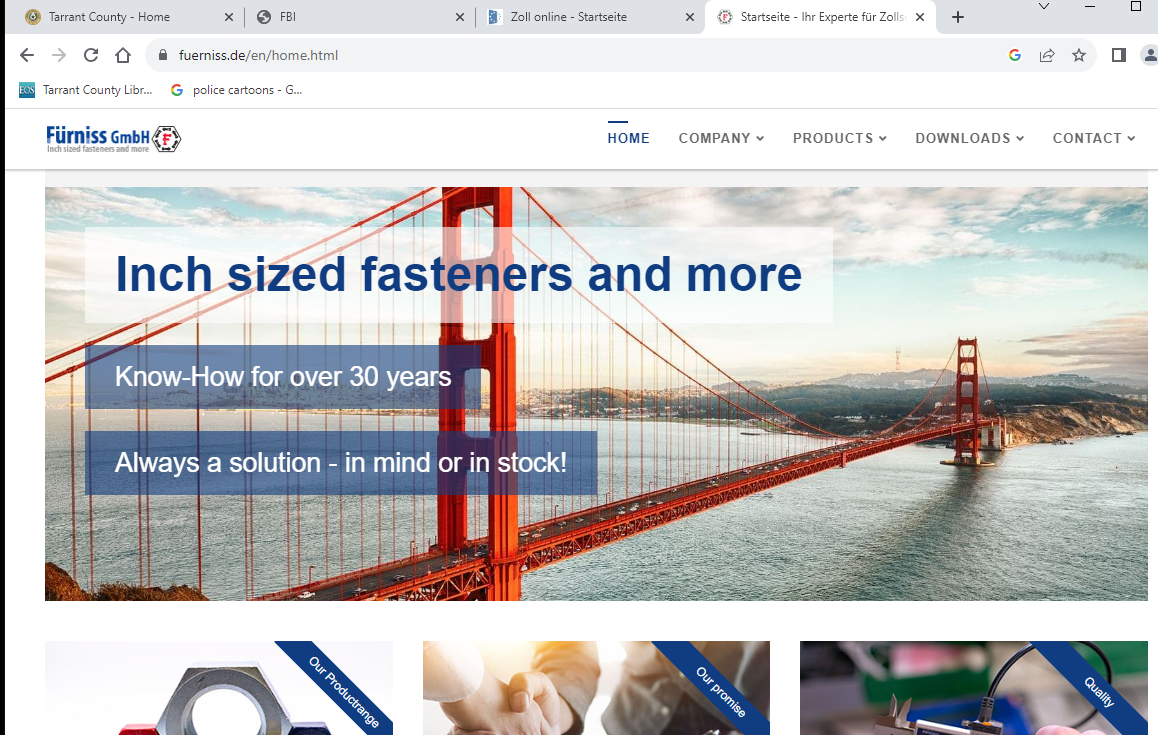 Tarrant County - Home
FBI
Zoll online - Startseite
Startseite - Ihr Experte für Zolls
fuerniss.de/en/home.html
EOS
Tarrant County Libr...
police cartoons - G...
Fürniss GmbH F
Inch sized fasteners and more
HOME
COMPANY
PRODUCTS
DOWNLOADS
CONTACT
Inch sized fasteners and more
Know-How for over 30 years
Always a solution - in mind or in stock!
Our Productrange
Our promise
Quality